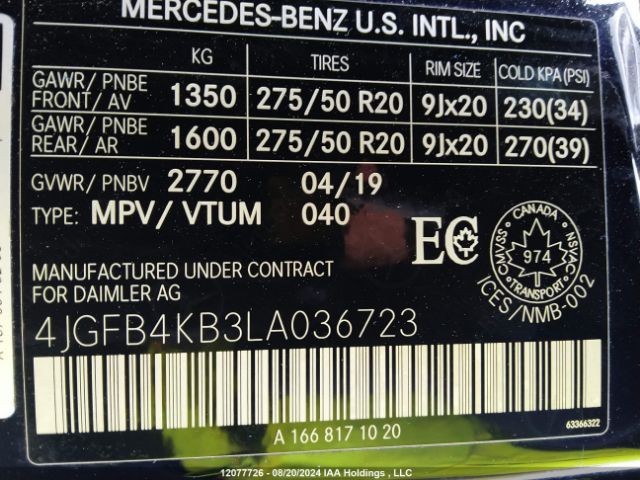 MERCEDES-BENZ U.S. INTL., INC
KG TIRES RIM SIZE COLD KPA (PSI)
GAWR/ PNBE FRONT/ AV 1350 275/50 R20 9Jx20 230(34)
GAWR/ PNBE REAR/ AR 1600 275/50 R20 9Jx20 270(39)
GVWR/ PNBV 2770 04/19
TYPE: MPV/ VTUM 040
EC
CANADA
CMVSS NSVAC
974
TRANSPORT
ICES/NMB-002
MANUFACTURED UNDER CONTRACT
FOR DAIMLER AG
4JGFB4KB3LA036723
A 166 817 10 20
63366322
12077726 - 08/20/2024 IAA Holdings , LLC